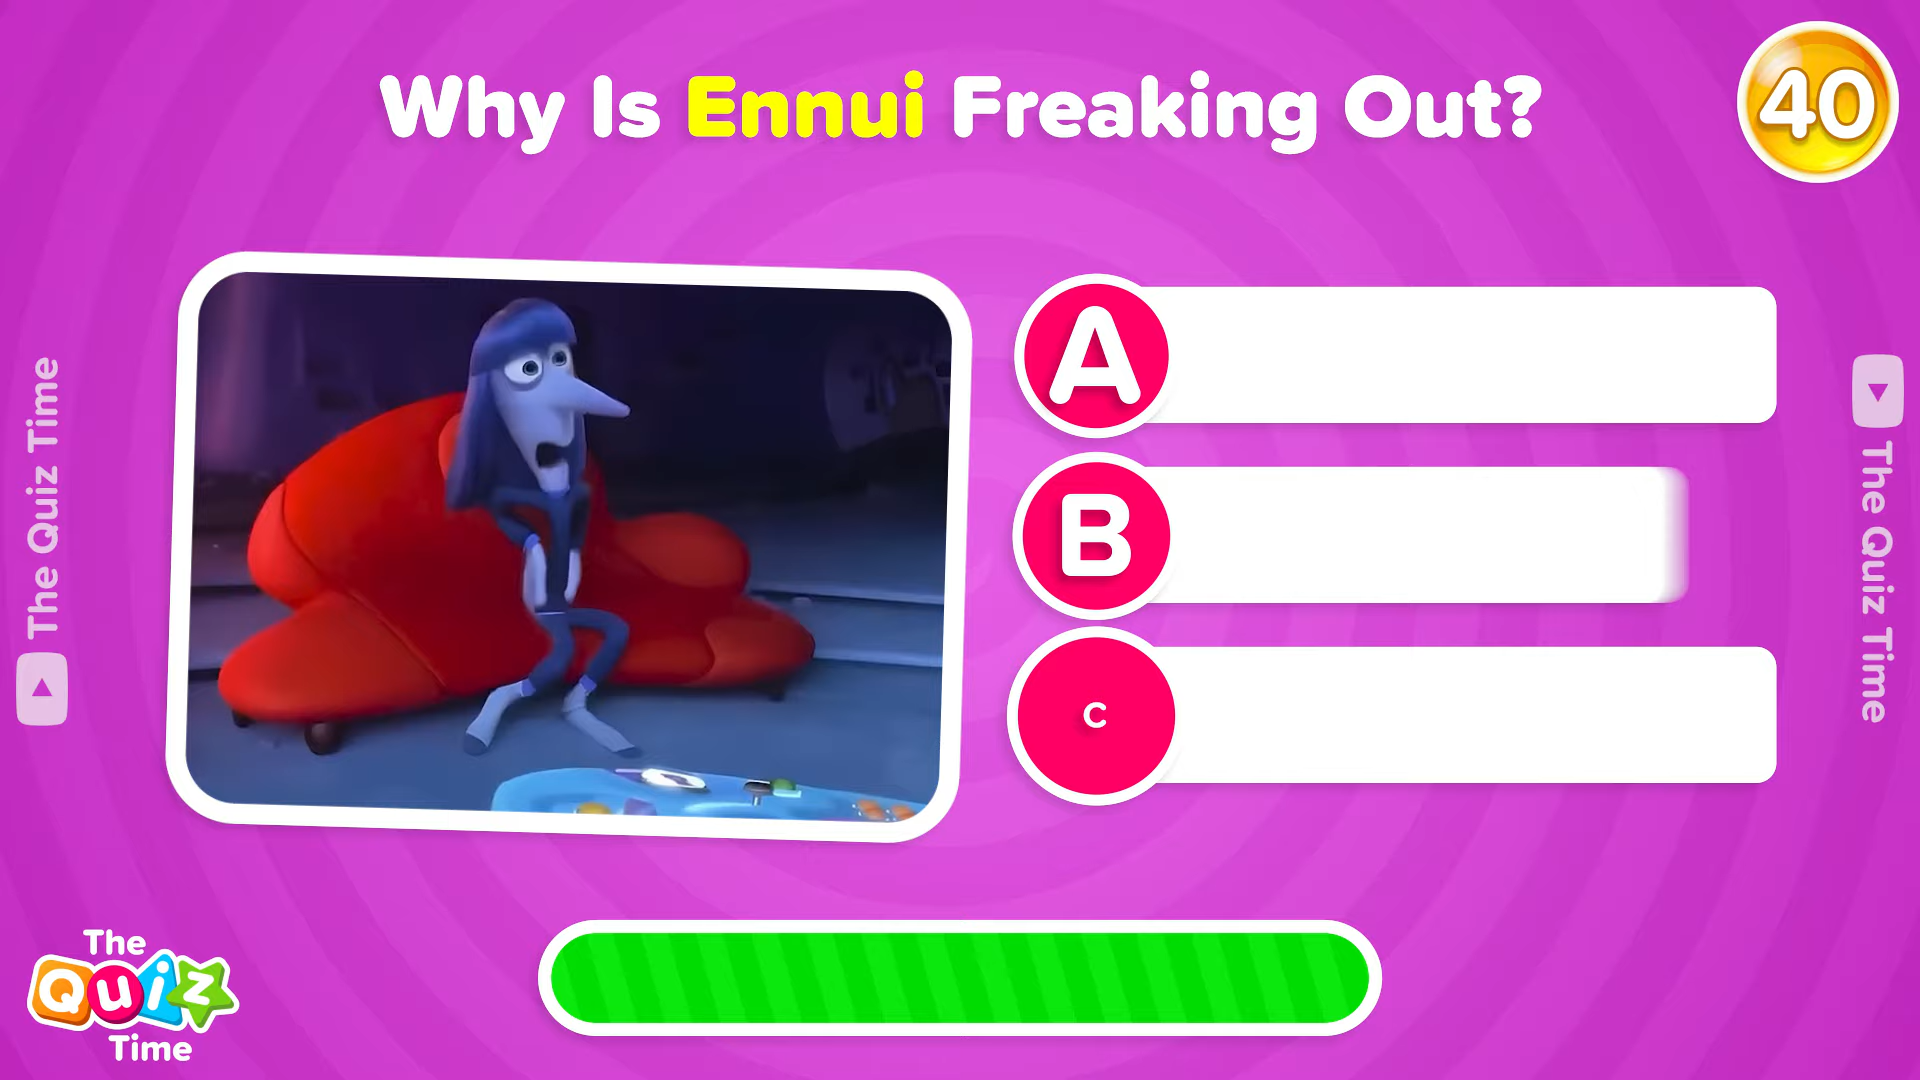 Why Is Ennui Freaking Out?
40
A
B
C
The Quiz Time
The Quiz Time
The
Quiz
Time